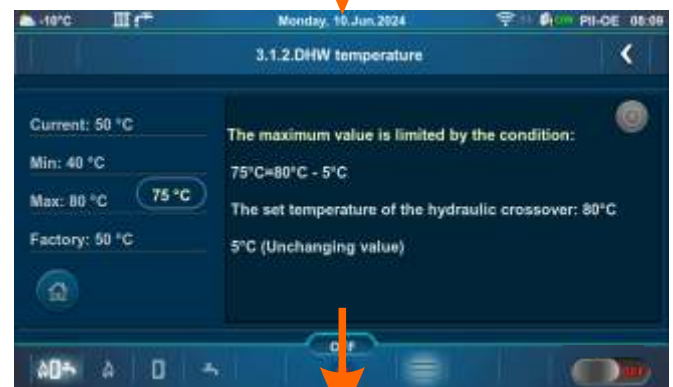 -10°C Monday, 10.Jun.2024 PII-OE 08:09
3.1.2.DHW temperature
Current: 50 °C
Min: 40 °C
Max: 80 °C 75 °C
Factory: 50 °C
The maximum value is limited by the condition:
75°C=80°C - 5°C
The set temperature of the hydraulic crossover: 80°C
5°C (Unchanging value)
OFF